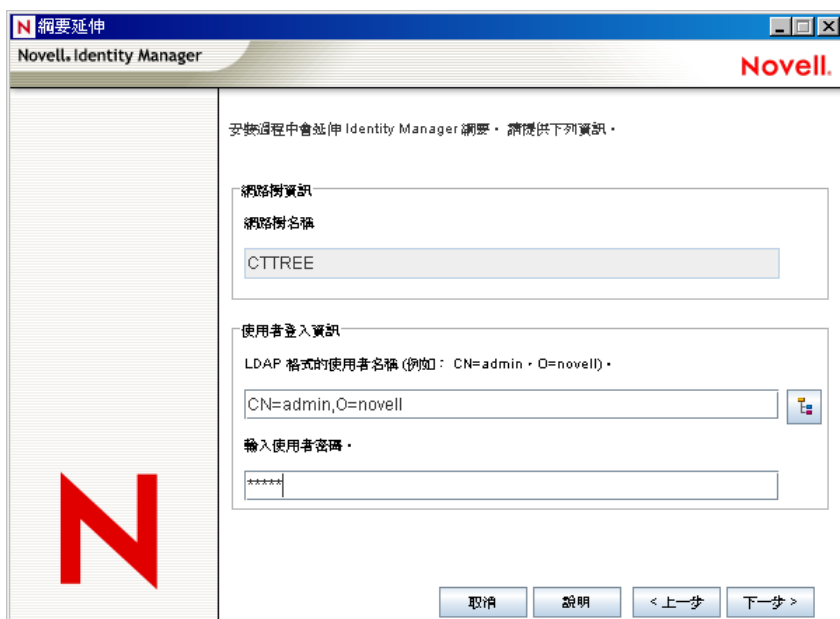 N 綱要延伸
Novell. Identity Manager
Novell.
安裝過程中會延伸 Identity Manager 綱要。 請提供下列資訊。
網路樹資訊
網路樹名稱
CTTREE
使用者登入資訊
LDAP 格式的使用者名稱 (例如： CN=admin，O=novell)。
CN=admin,O=novell
輸入使用者密碼。
*****
N
取消 說明 < 上一步 下一步 >